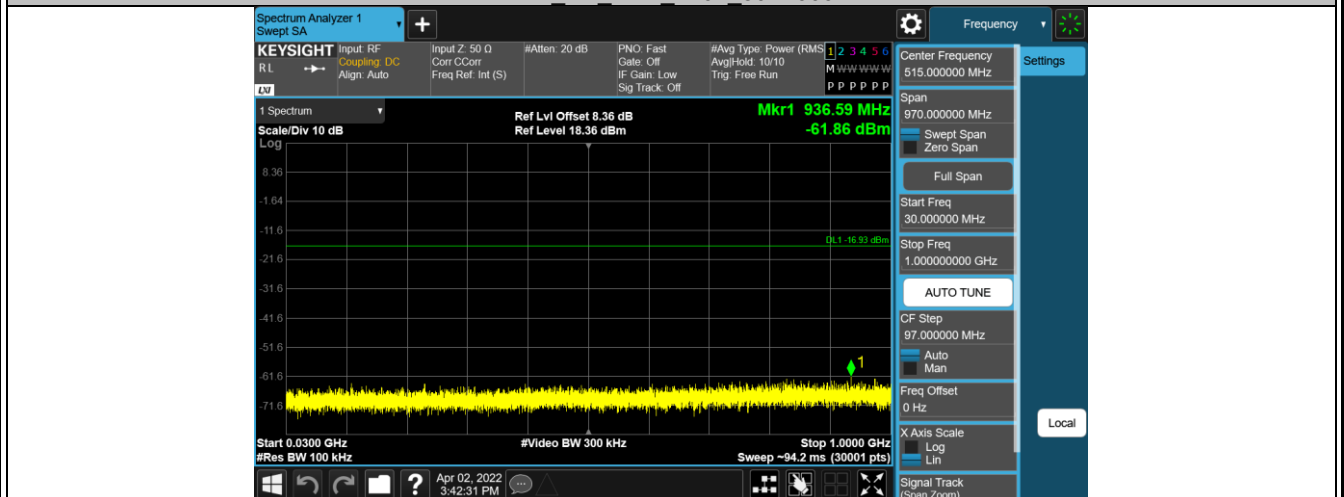 Spectrum Analyzer 1
Swept SA
+
Frequency
KEYSIGHT
RL
LXI
Input: RF
Coupling: DC
Align: Auto
Input Z: 50 Ω
Corr CCorr
Freq Ref: Int (S)
#Atten: 20 dB
PNO: Fast
Gate: Off
IF Gain: Low
Sig Track: Off
#Avg Type: Power (RMS
Avg|Hold: 10/10
Trig: Free Run
1 2 3 4 5 6
M W W W W W
P P P P P P
Center Frequency
515.000000 MHz
Settings
1 Spectrum
Scale/Div 10 dB
Log
Ref Lvl Offset 8.36 dB
Ref Level 18.36 dBm
Mkr1 936.59 MHz
-61.86 dBm
Span
970.000000 MHz
Swept Span
Zero Span
Full Span
Start Freq
30.000000 MHz
Stop Freq
1.000000000 GHz
AUTO TUNE
CF Step
97.000000 MHz
Auto
Man
Freq Offset
0 Hz
X Axis Scale
Log
Lin
Signal Track
(Span Zoom)
Local
8.36
-1.64
-11.6
DL1 -16.93 dBm
-21.6
-31.6
-41.6
-51.6
1
-61.6
-71.6
Start 0.0300 GHz
#Res BW 100 kHz
#Video BW 300 kHz
Stop 1.0000 GHz
Sweep ~94.2 ms (30001 pts)
?
Apr 02, 2022
3:42:31 PM